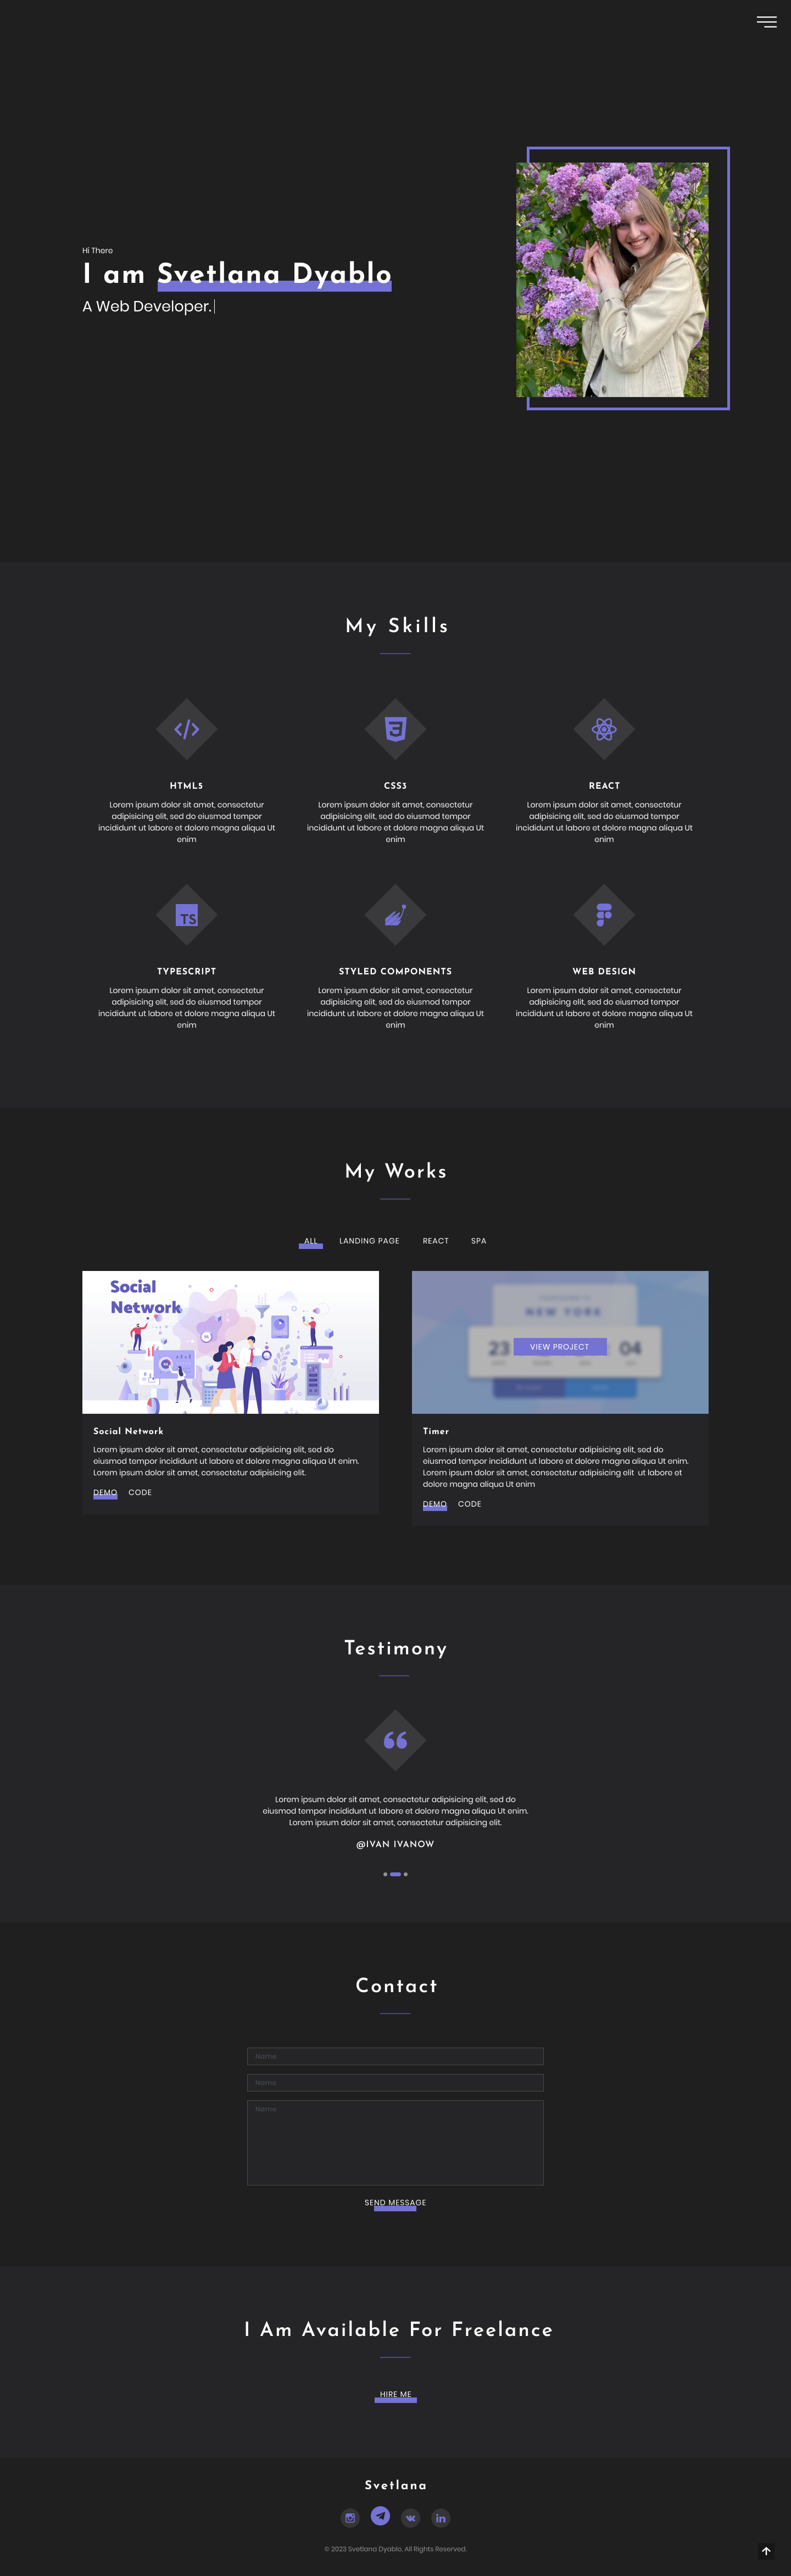 Hi There
I am Svetlana Dyablo
A Web Developer.
My Skills
HTML5
CSS3
REACT
Lorem ipsum dolor sit amet, consectetur
adipisicing elit, sed do eiusmod tempor
incididunt ut labore et dolore magna aliqua Ut
enim
Lorem ipsum dolor sit amet, consectetur
adipisicing elit, sed do eiusmod tempor
incididunt ut labore et dolore magna aliqua Ut
enim
Lorem ipsum dolor sit amet, consectetur
adipisicing elit, sed do eiusmod tempor
incididunt ut labore et dolore magna aliqua Ut
enim
TS
TYPESCRIPT
STYLED COMPONENTS
WEB DESIGN
Lorem ipsum dolor sit amet, consectetur
adipisicing elit, sed do eiusmod tempor
incididunt ut labore et dolore magna aliqua Ut
enim
Lorem ipsum dolor sit amet, consectetur
adipisicing elit, sed do eiusmod tempor
incididunt ut labore et dolore magna aliqua Ut
enim
Lorem ipsum dolor sit amet, consectetur
adipisicing elit, sed do eiusmod tempor
incididunt ut labore et dolore magna aliqua Ut
enim
My Works
ALL LANDING PAGE REACT SPA
Social
Network
Social Network
Lorem ipsum dolor sit amet, consectetur adipisicing elit, sed do
eiusmod tempor incididunt ut labore et dolore magna aliqua Ut enim.
Lorem ipsum dolor sit amet, consectetur adipisicing elit.
DEMO CODE
NEW YORK
23 04
VIEW PROJECT
Timer
Lorem ipsum dolor sit amet, consectetur adipisicing elit, sed do
eiusmod tempor incididunt ut labore et dolore magna aliqua Ut enim.
Lorem ipsum dolor sit amet, consectetur adipisicing elit  ut labore et
dolore magna aliqua Ut enim
DEMO CODE
Testimony
Lorem ipsum dolor sit amet, consectetur adipisicing elit, sed do
eiusmod tempor incididunt ut labore et dolore magna aliqua Ut enim.
Lorem ipsum dolor sit amet, consectetur adipisicing elit.
@IVAN IVANOW
Contact
Name
Name
Name
SEND MESSAGE
I Am Available For Freelance
HIRE ME
Svetlana
© 2023 Svetlana Dyablo, All Rights Reserved.